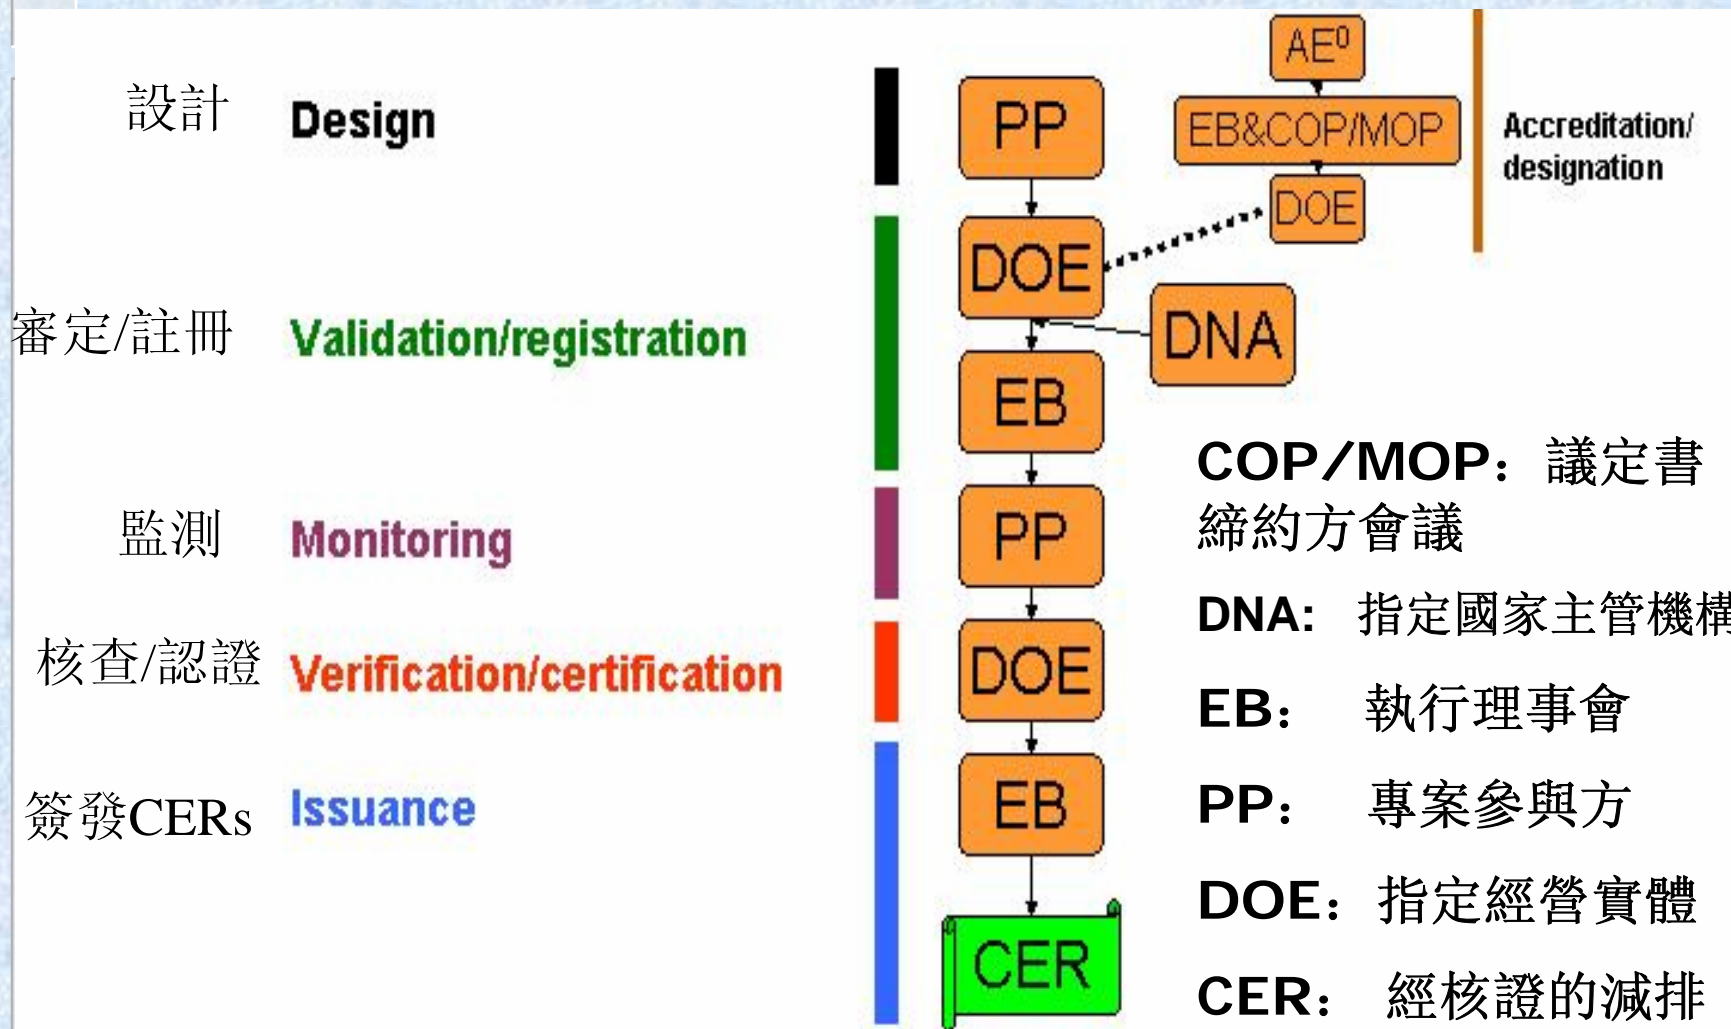 設計
Design
審定/註冊
Validation/registration
監測
Monitoring
核查/認證
Verification/certification
簽發CERs
Issuance
PP
DOE
DNA
EB
PP
DOE
EB
CER
AE⁰
EB&COP/MOP
DOE
Accreditation/
designation
COP/MOP：議定書
締約方會議
DNA: 指定國家主管機構
EB： 執行理事會
PP： 專案參與方
DOE：指定經營實體
CER： 經核證的減排